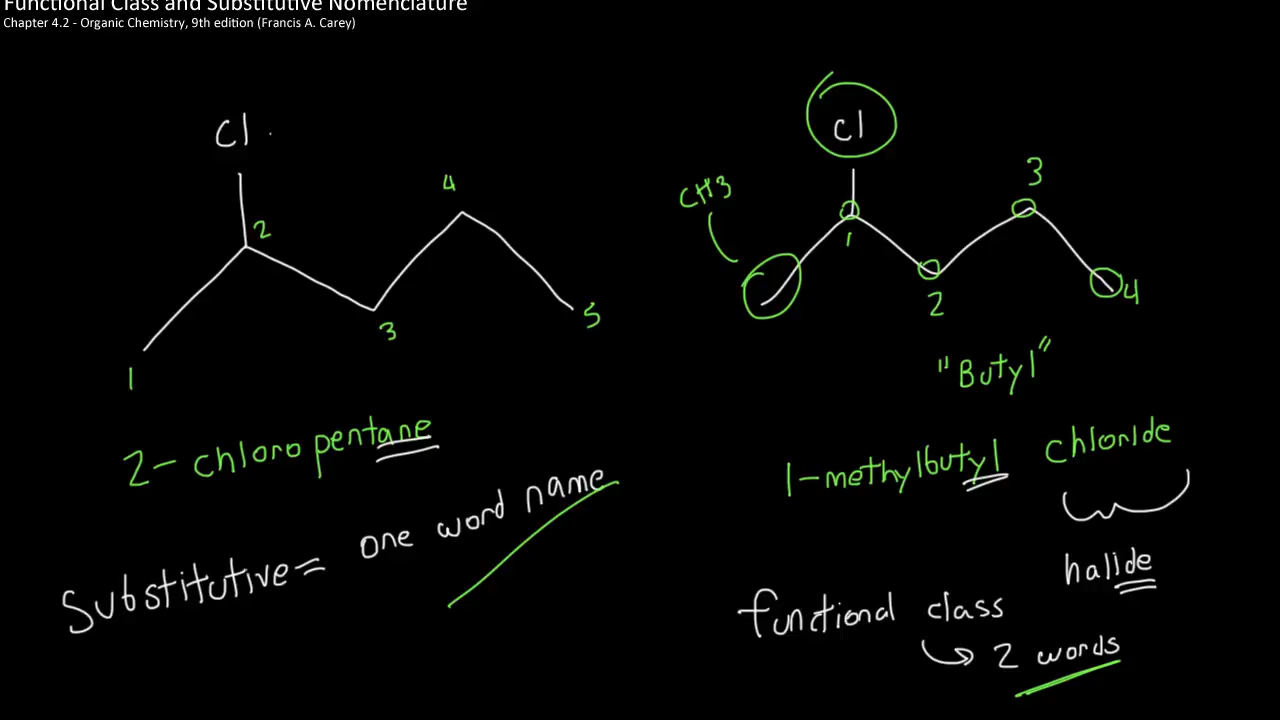 Functional Class and Substitutive Nomenclature
Chapter 4.2 - Organic Chemistry, 9th edition (Francis A. Carey)
Cl
1
2
3
4
5
2-chloropentane
Substitutive = one word name
Cl
CH3
1
2
3
4
"Butyl"
1-methylbutyl chloride
halide
functional class
2 words